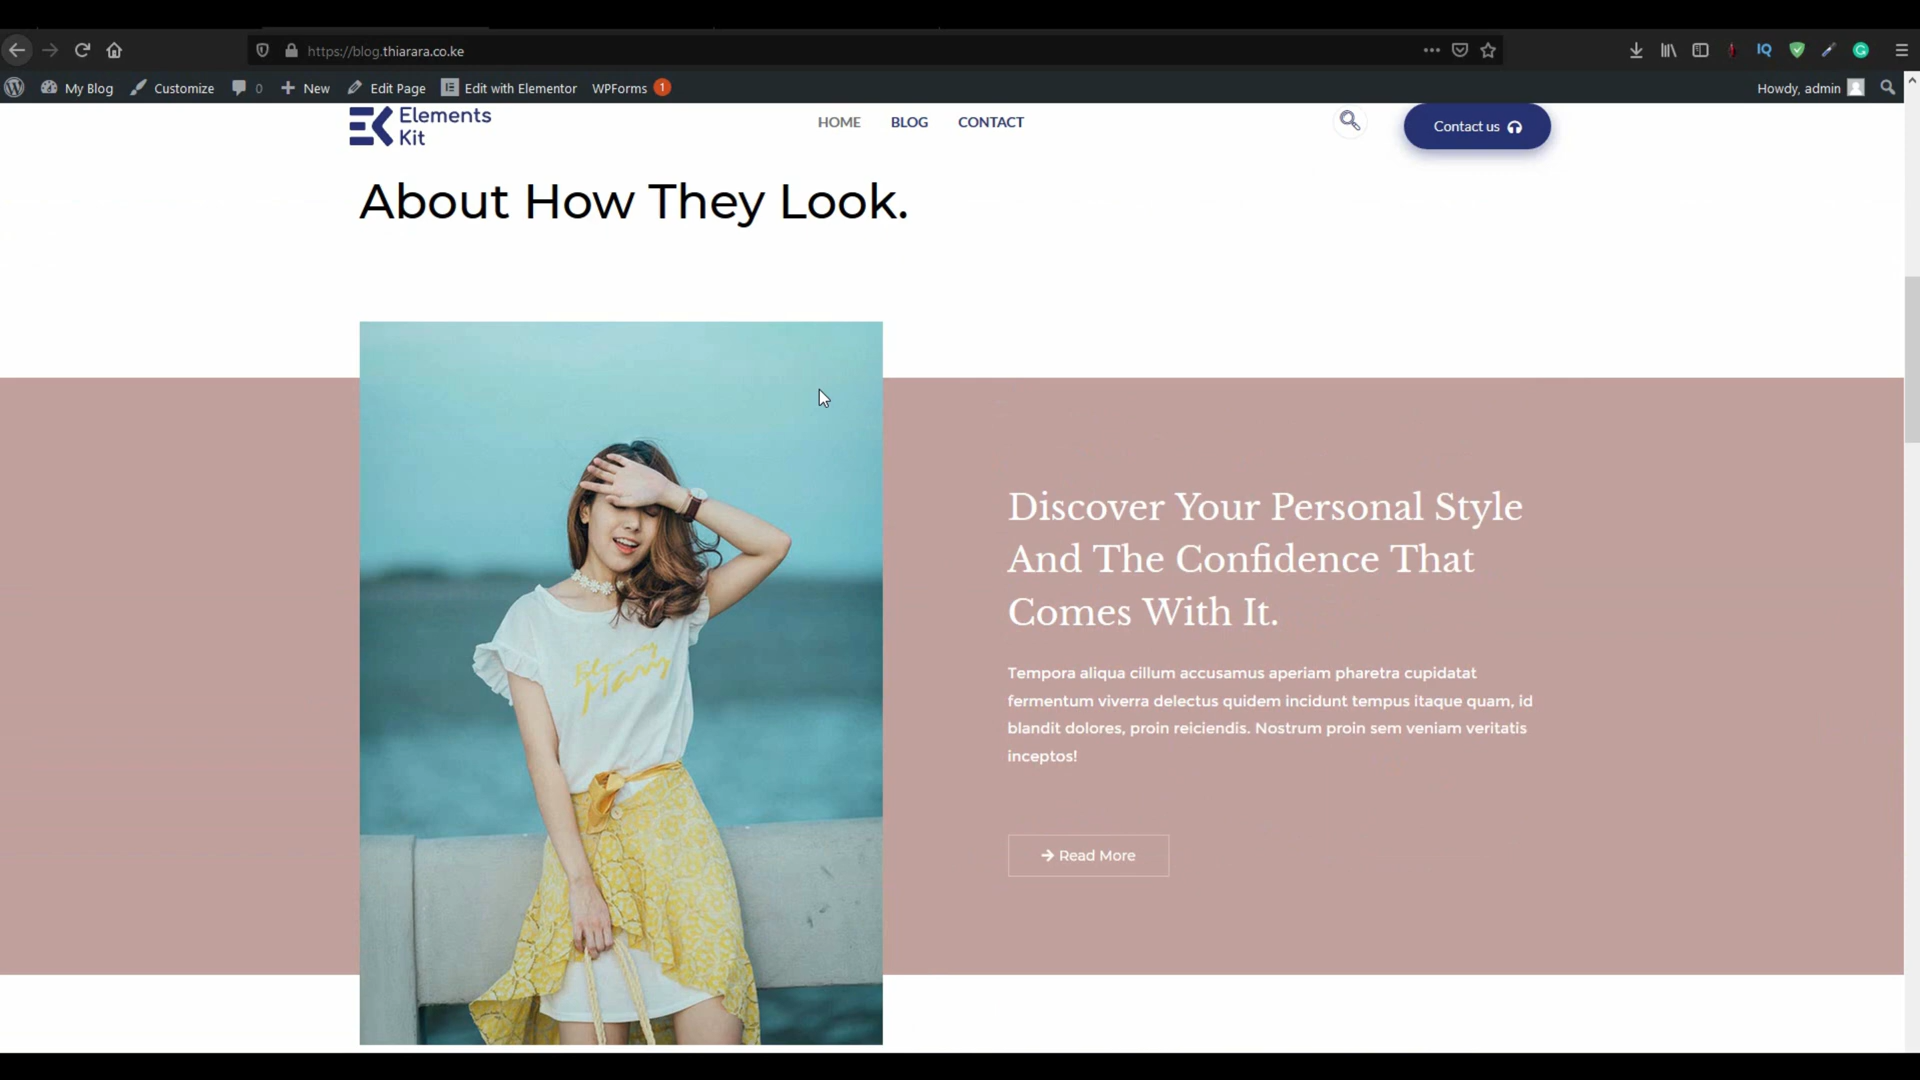 https://blog.thiarara.co.ke
IQ
My Blog
Customize
0
New
Edit Page
Edit with Elementor
WPForms
1
Howdy, admin
Elements
Kit
HOME
BLOG
CONTACT
Contact us
About How They Look.
Discover Your Personal Style
And The Confidence That
Comes With It.
Tempora aliqua cillum accusamus aperiam pharetra cupidatat
fermentum viverra delectus quidem incidunt tempus itaque quam, id
blandit dolores, proin reiciendis. Nostrum proin sem veniam veritatis
inceptos!
Read More